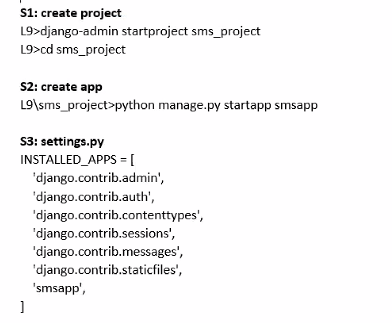 S1: create project
L9>django-admin startproject sms_project
L9>cd sms_project
S2: create app
L9\sms_project>python manage.py startapp smsapp
S3: settings.py
INSTALLED_APPS = [
'django.contrib.admin',
'django.contrib.auth',
'django.contrib.contenttypes',
'django.contrib.sessions',
'django.contrib.messages',
'django.contrib.staticfiles',
'smsapp',
]